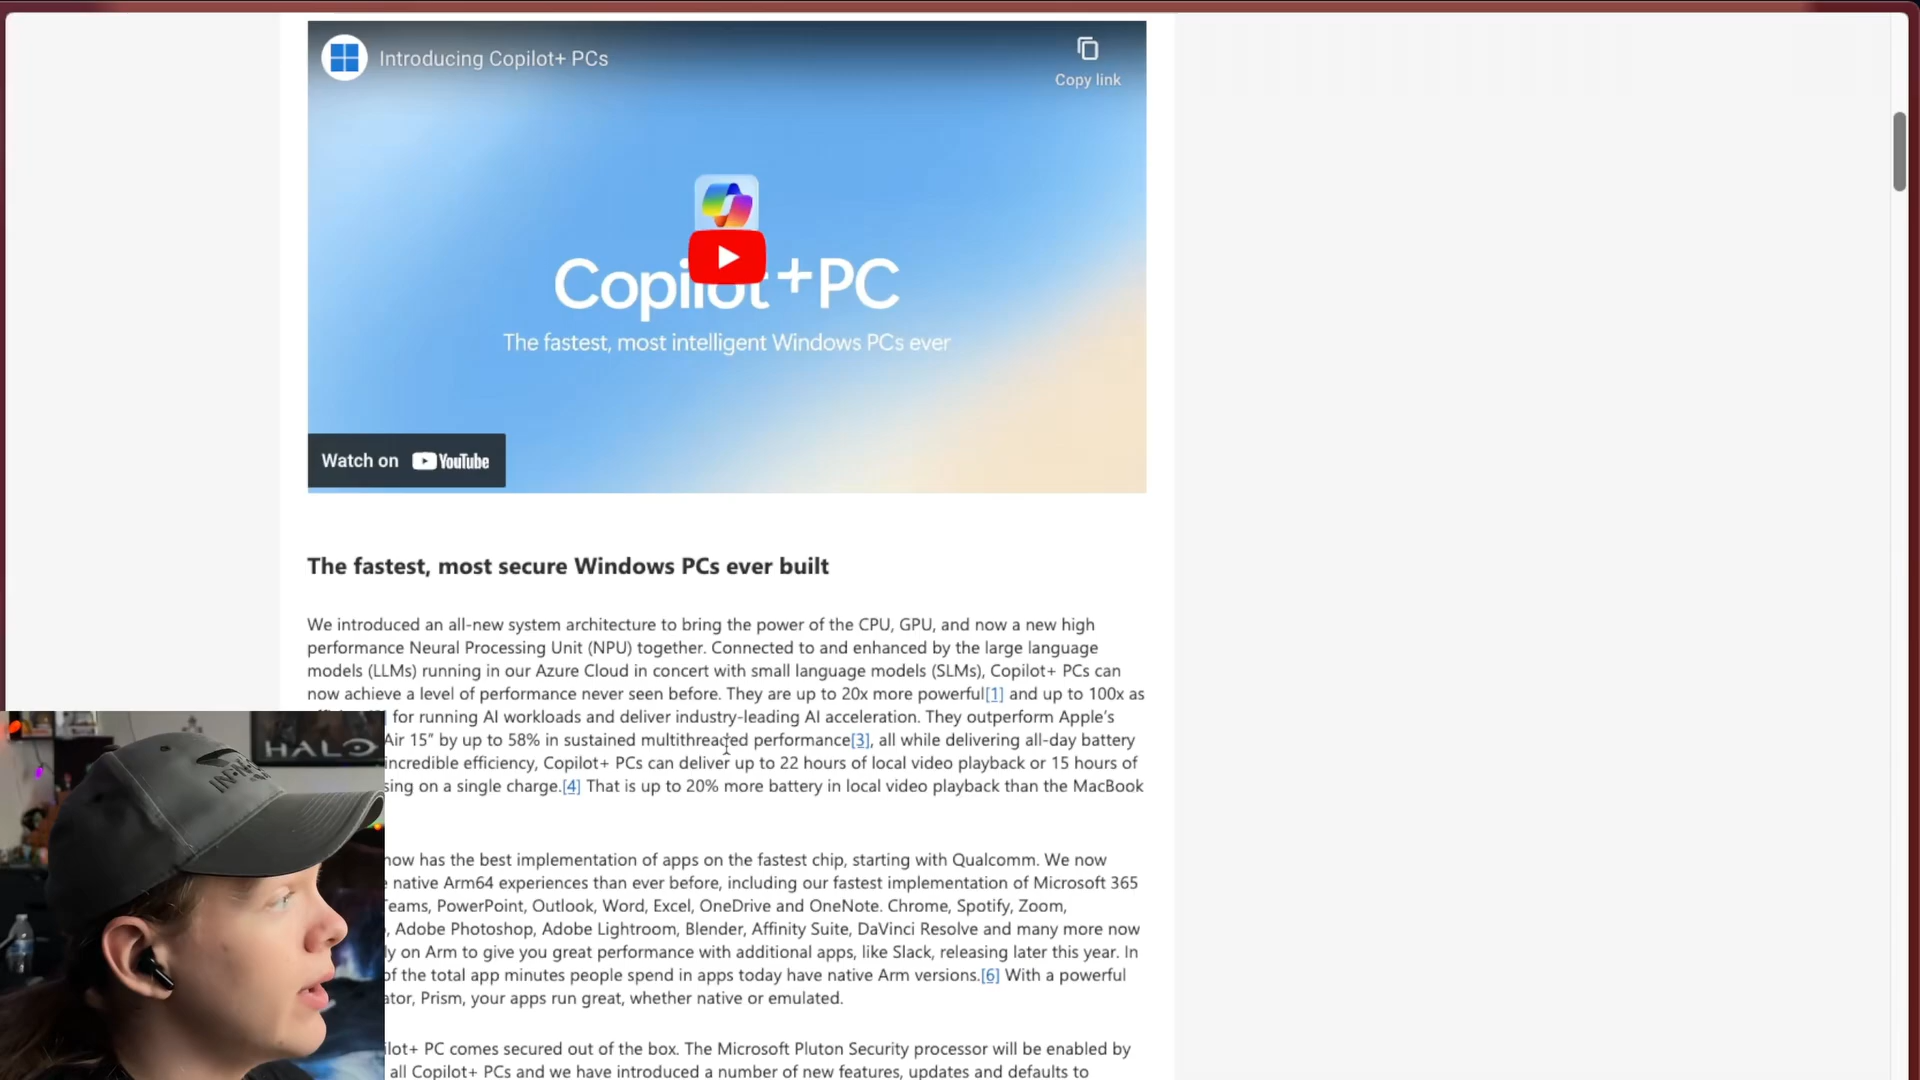 Introducing Copilot+ PCs
Copy link
Copilot+PC
The fastest, most intelligent Windows PCs ever
Watch on YouTube
The fastest, most secure Windows PCs ever built
We introduced an all-new system architecture to bring the power of the CPU, GPU, and now a new high
performance Neural Processing Unit (NPU) together. Connected to and enhanced by the large language
models (LLMs) running in our Azure Cloud in concert with small language models (SLMs), Copilot+ PCs can
now achieve a level of performance never seen before. They are up to 20x more powerful[1] and up to 100x as
for running AI workloads and deliver industry-leading AI acceleration. They outperform Apple's
Air 15” by up to 58% in sustained multithreaded performance[3], all while delivering all-day battery
incredible efficiency, Copilot+ PCs can deliver up to 22 hours of local video playback or 15 hours of
sing on a single charge.[4] That is up to 20% more battery in local video playback than the MacBook
now has the best implementation of apps on the fastest chip, starting with Qualcomm. We now
native Arm64 experiences than ever before, including our fastest implementation of Microsoft 365
Teams, PowerPoint, Outlook, Word, Excel, OneDrive and OneNote. Chrome, Spotify, Zoom,
, Adobe Photoshop, Adobe Lightroom, Blender, Affinity Suite, DaVinci Resolve and many more now
ly on Arm to give you great performance with additional apps, like Slack, releasing later this year. In
of the total app minutes people spend in apps today have native Arm versions.[6] With a powerful
ator, Prism, your apps run great, whether native or emulated.
ilot+ PC comes secured out of the box. The Microsoft Pluton Security processor will be enabled by
all Copilot+ PCs and we have introduced a number of new features, updates and defaults to
HALO